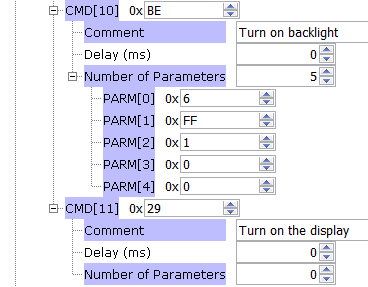 CMD[10] 0x BE
Comment Turn on backlight
Delay (ms) 0
Number of Parameters 5
PARM[0] 0x 6
PARM[1] 0x FF
PARM[2] 0x 1
PARM[3] 0x 0
PARM[4] 0x 0
CMD[11] 0x 29
Comment Turn on the display
Delay (ms) 0
Number of Parameters 0